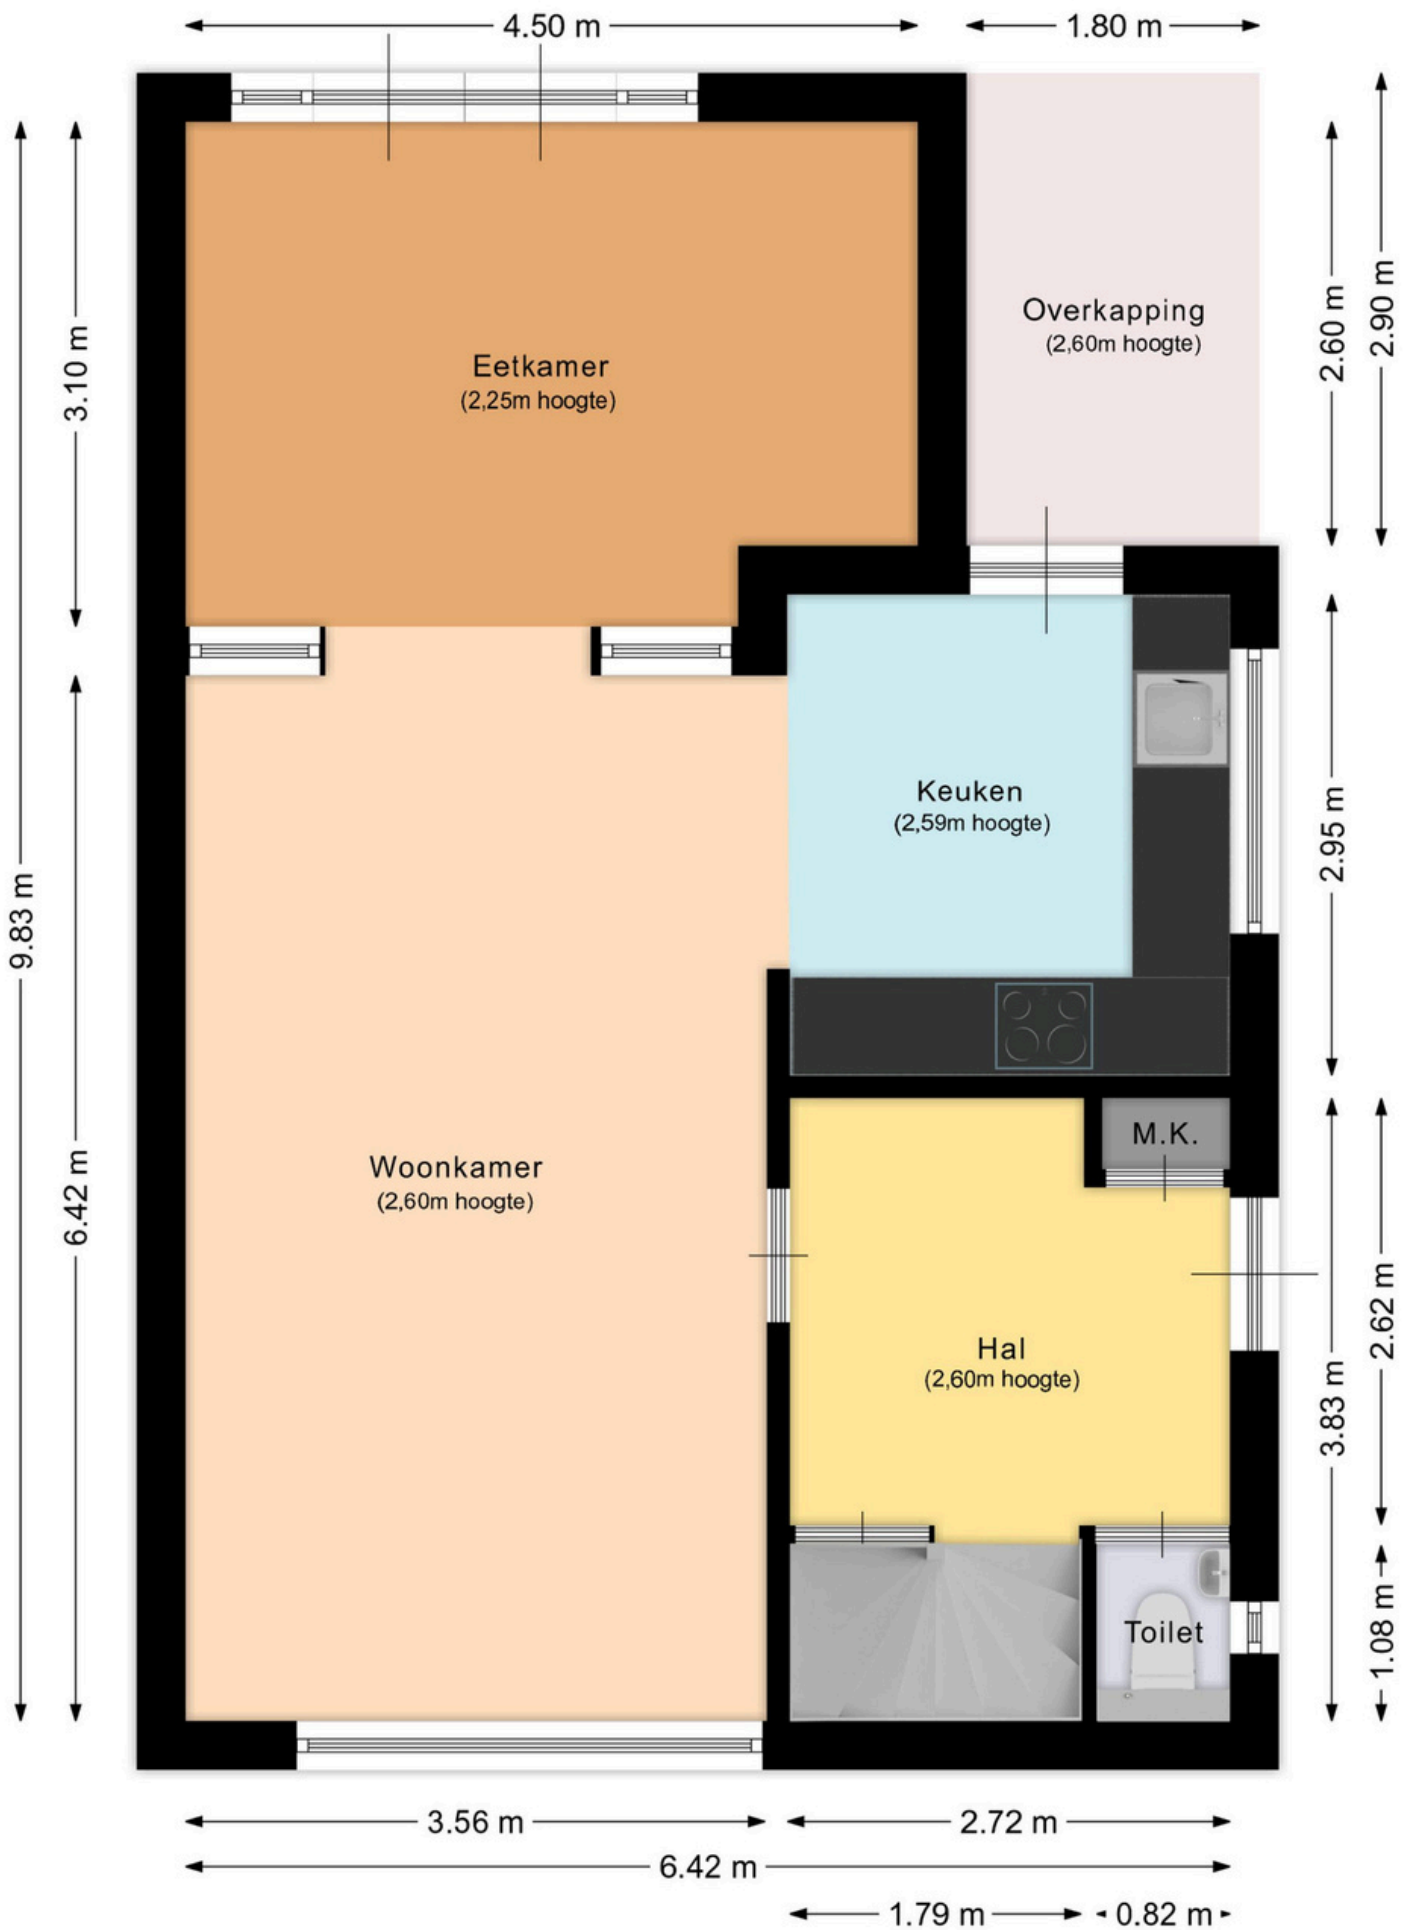 4.50 m
1.80 m
3.10 m
9.83 m
6.42 m
2.60 m
2.90 m
2.95 m
3.83 m
2.62 m
1.08 m
Eetkamer
(2,25m hoogte)
Overkapping
(2,60m hoogte)
Keuken
(2,59m hoogte)
M.K.
Woonkamer
(2,60m hoogte)
Hal
(2,60m hoogte)
Toilet
3.56 m
2.72 m
6.42 m
1.79 m
0.82 m